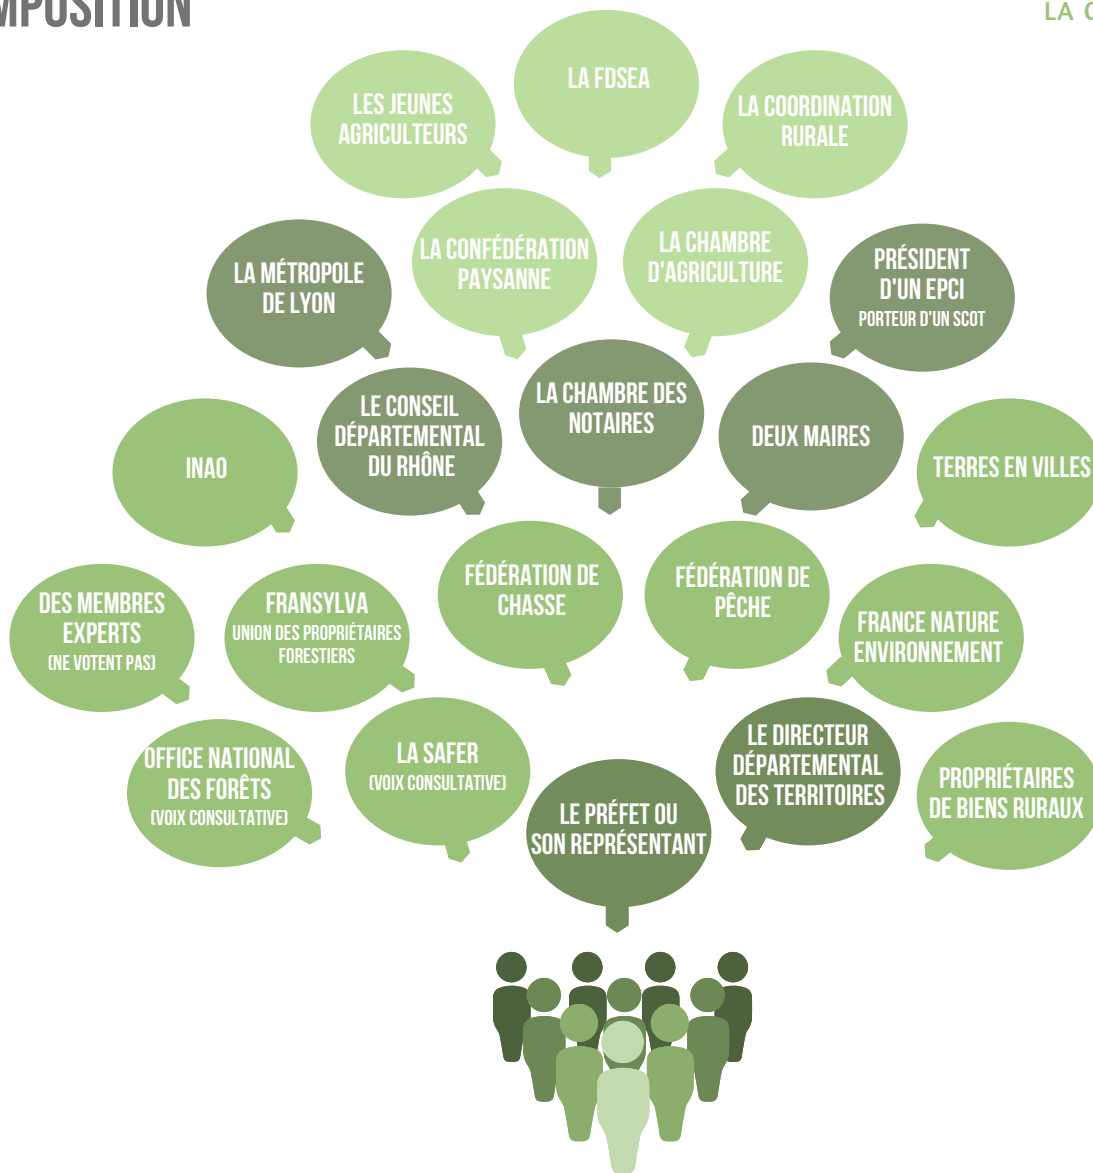 MPOSITION
LA C
LA FDSEA
LES JEUNES
AGRICULTEURS
LA COORDINATION
RURALE
LA CONFÉDÉRATION
PAYSANNE
LA CHAMBRE
D'AGRICULTURE
LA MÉTROPOLE
DE LYON
PRÉSIDENT
D'UN EPCI
PORTEUR D'UN SCOT
LE CONSEIL
DÉPARTEMENTAL
DU RHÔNE
LA CHAMBRE DES
NOTAIRES
DEUX MAIRES
INAO
TERRES EN VILLES
FÉDÉRATION DE
CHASSE
FÉDÉRATION DE
PÊCHE
DES MEMBRES
EXPERTS
(NE VOTENT PAS)
FRANSYLVA
UNION DES PROPRIÉTAIRES
FORESTIERS
FRANCE NATURE
ENVIRONNEMENT
OFFICE NATIONAL
DES FORÊTS
(VOIX CONSULTATIVE)
LA SAFER
(VOIX CONSULTATIVE)
LE PRÉFET OU
SON REPRÉSENTANT
LE DIRECTEUR
DÉPARTEMENTAL
DES TERRITOIRES
PROPRIÉTAIRES
DE BIENS RURAUX